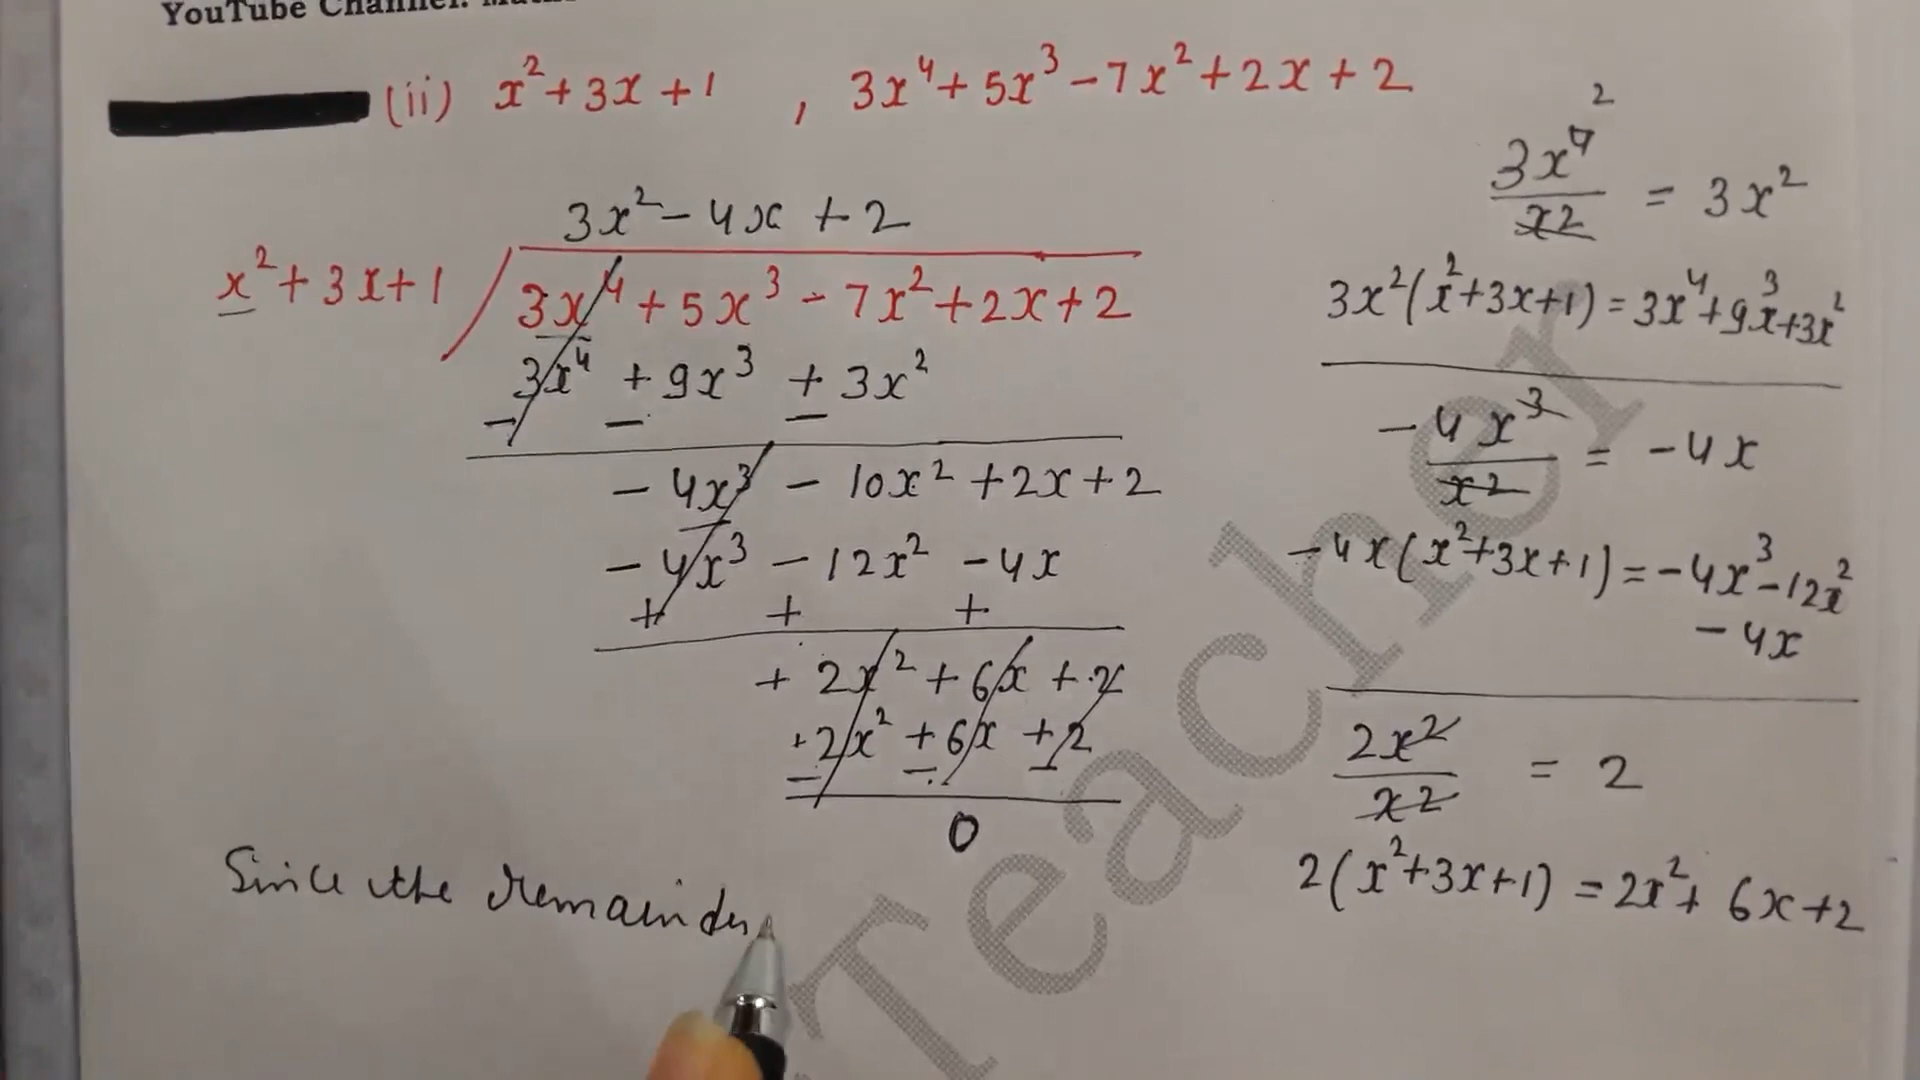 YouTube Channel:
(ii) x² + 3x + 1 , 3x⁴ + 5x³ - 7x² + 2x + 2
3x² - 4x + 2
x² + 3x + 1 3x⁴ + 5x³ - 7x² + 2x + 2
3x⁴ + 9x³ + 3x²
- - -
- 4x³ - 10x² + 2x + 2
- 4x³ - 12x² - 4x
+ + +
+ 2x² + 6x + 2
+2x² + 6x + 2
- - -
0
Since the remainder
2
3x⁴
x2 = 3x²
3x²(x²+3x+1) = 3x⁴+9x³+3x²
- 4x³
x2 = -4x
-4x(x²+3x+1) = -4x³-12x²
- 4x
2x²
x2 = 2
2(x²+3x+1) = 2x²+ 6x+2
Teacher